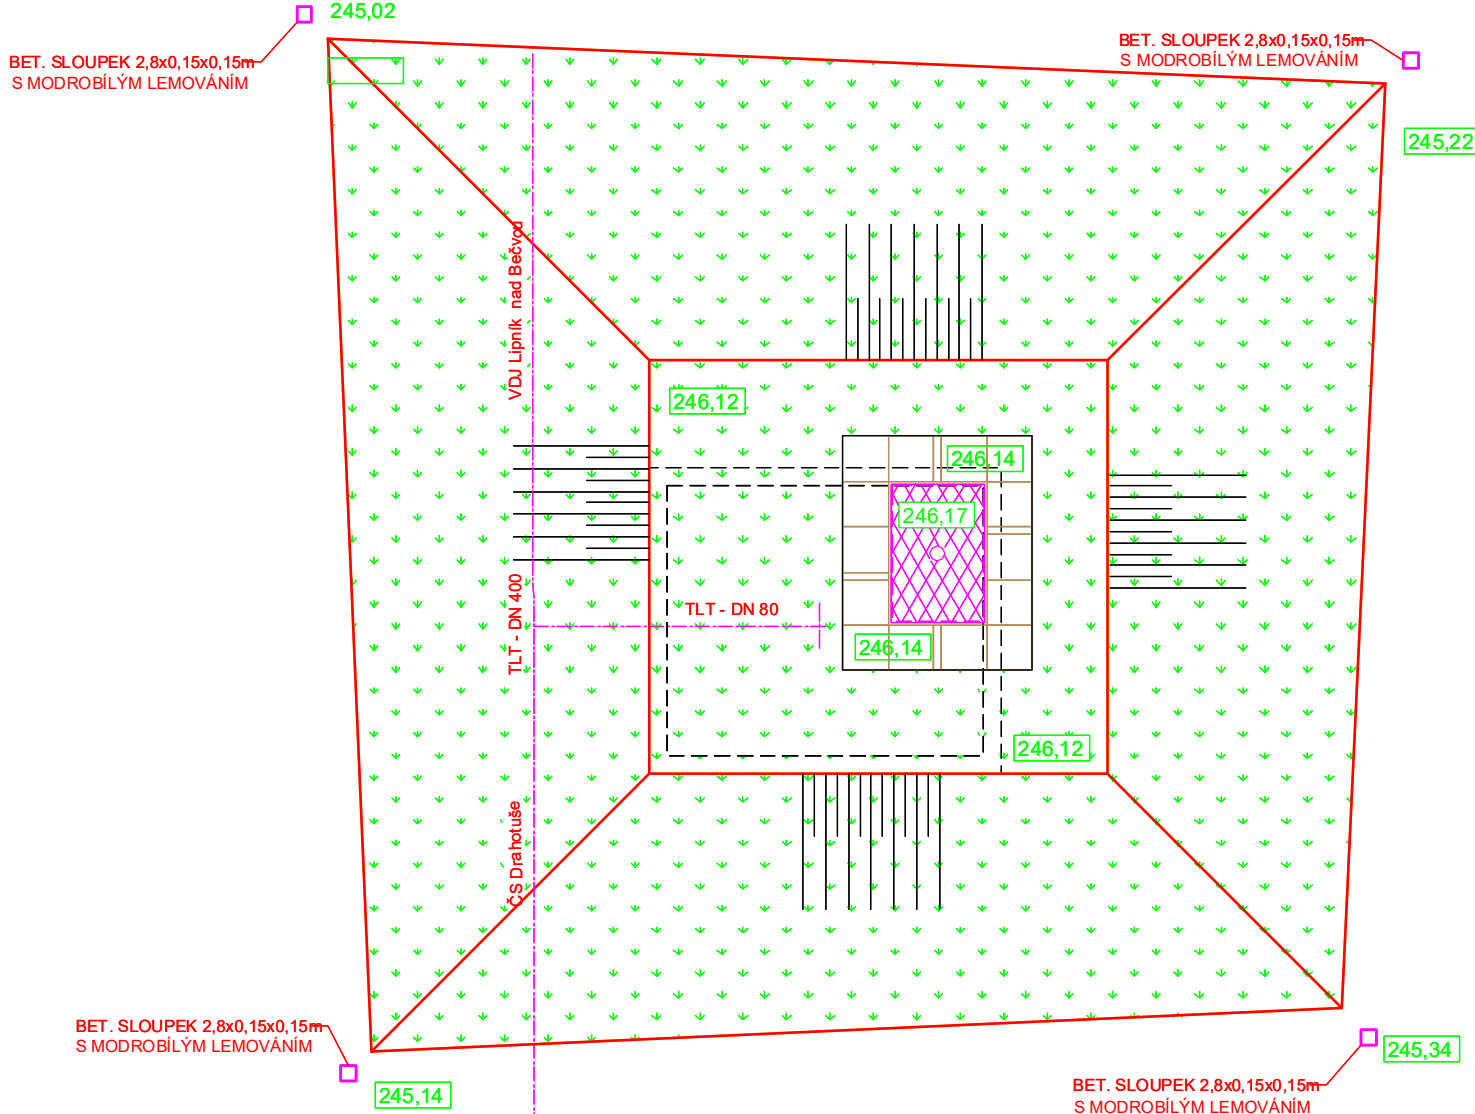 245,02
BET. SLOUPEK 2,8x0,15x0,15m
S MODROBÍLÝM LEMOVÁNÍM
BET. SLOUPEK 2,8x0,15x0,15m
S MODROBÍLÝM LEMOVÁNÍM
245,22
VDJ Lipník nad Bečvou
246,12
246,14
246,17
TLT - DN 400
TLT - DN 80
246,14
246,12
ČS Drahotuše
BET. SLOUPEK 2,8x0,15x0,15m
S MODROBÍLÝM LEMOVÁNÍM
245,14
245,34
BET. SLOUPEK 2,8x0,15x0,15m
S MODROBÍLÝM LEMOVÁNÍM